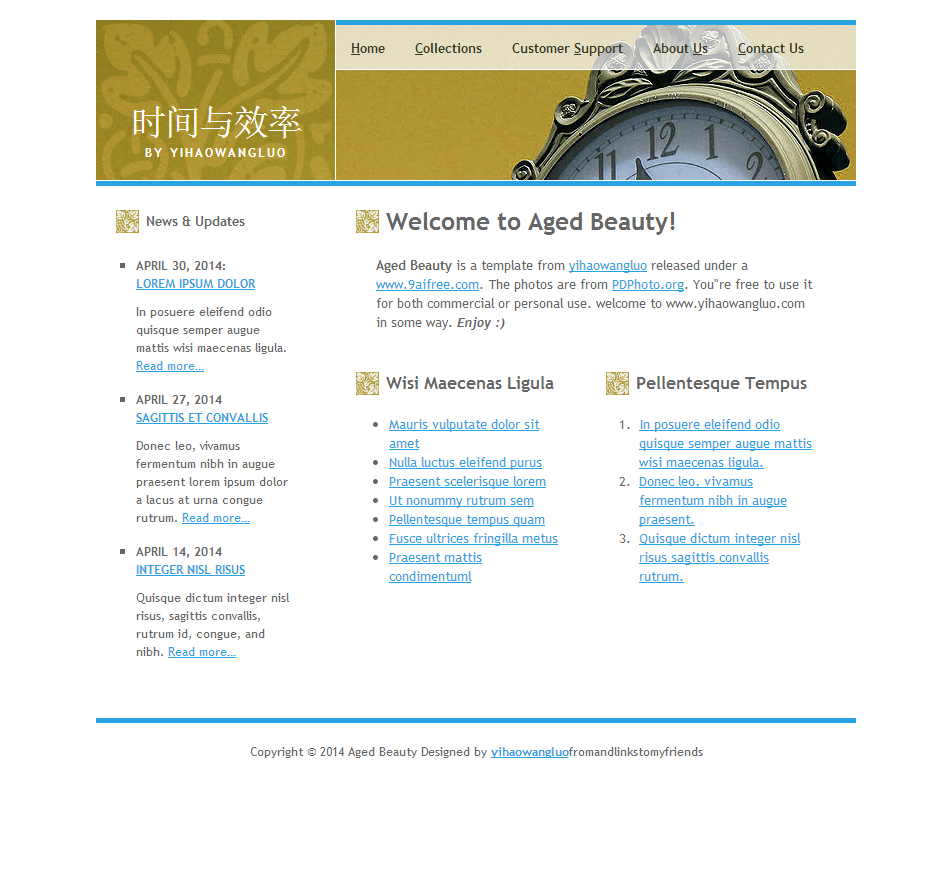 时间与效率
BY YIHAOWANGLUO
Home Collections Customer Support About Us Contact Us
11 12 1
News & Updates
APRIL 30, 2014:
LOREM IPSUM DOLOR
In posuere eleifend odio
quisque semper augue
mattis wisi maecenas ligula.
Read more...
APRIL 27, 2014
SAGITTIS ET CONVALLIS
Donec leo, vivamus
fermentum nibh in augue
praesent lorem ipsum dolor
a lacus at urna congue
rutrum. Read more...
APRIL 14, 2014
INTEGER NISL RISUS
Quisque dictum integer nisl
risus, sagittis convallis,
rutrum id, congue, and
nibh. Read more...
Welcome to Aged Beauty!
Aged Beauty is a template from yihaowangluo released under a
www.9aifree.com. The photos are from PDPhoto.org. You"re free to use it
for both commercial or personal use. welcome to www.yihaowangluo.com
in some way. Enjoy :)
Wisi Maecenas Ligula
Mauris vulputate dolor sit
amet
Nulla luctus eleifend purus
Praesent scelerisque lorem
Ut nonummy rutrum sem
Pellentesque tempus quam
Fusce ultrices fringilla metus
Praesent mattis
condimentuml
Pellentesque Tempus
1. In posuere eleifend odio
quisque semper augue mattis
wisi maecenas ligula.
2. Donec leo, vivamus
fermentum nibh in augue
praesent.
3. Quisque dictum integer nisl
risus sagittis convallis
rutrum.
Copyright © 2014 Aged Beauty Designed by yihaowangluofromandlinkstomyfriends